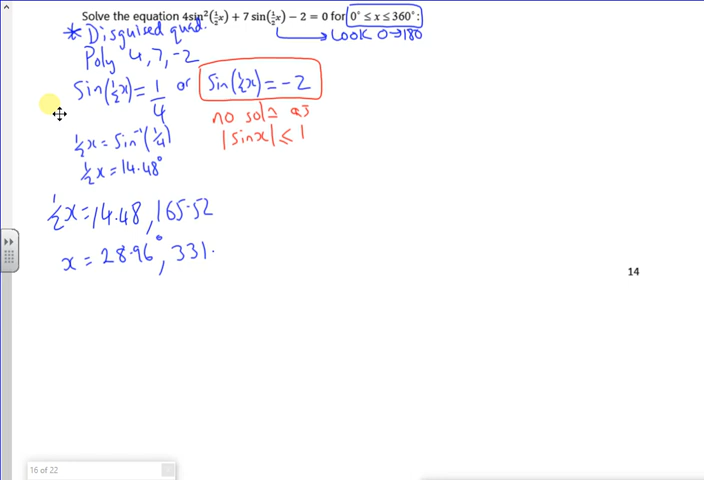 Solve the equation 4sin²(½x) + 7 sin(½x) − 2 = 0 for 0° ≤ x ≤ 360°:
* Disguised quad.
Look 0→180
Poly 4, 7, -2
Sin(½x) = 1/4 or Sin(½x) = -2
no solⁿ as
|sinx| ≤ 1
½x = Sin⁻¹(¼)
½x = 14.48°
½x = 14.48, 165.52
x = 28.96°, 331.
14
16 of 22